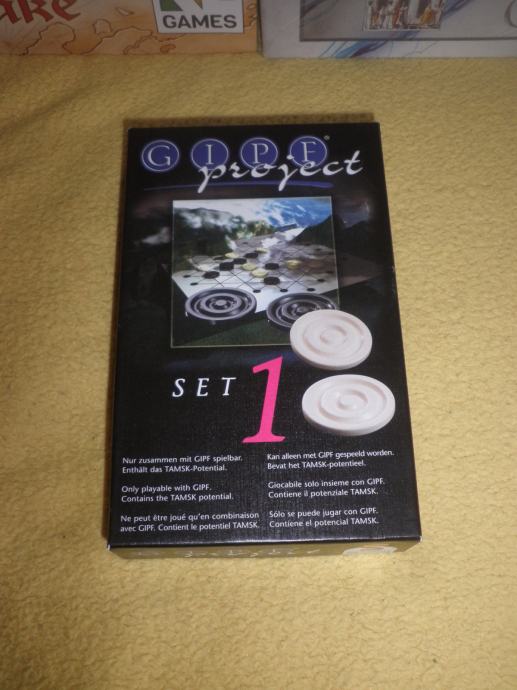 ke
GAMES
GIPF®
project
SET 1
Nur zusammen mit GIPF spielbar.
Enthält das TAMSK-Potential.
Only playable with GIPF.
Contains the TAMSK potential.
Ne peut être joué qu'en combinaison
avec GIPF. Contient le potentiel TAMSK.
Kan alleen met GIPF gespeeld worden.
Bevat het TAMSK-potentieel.
Giocabile solo insieme con GIPF.
Contiene il potenziale TAMSK.
Sólo se puede jugar con GIPF.
Contiene el potencial TAMSK.